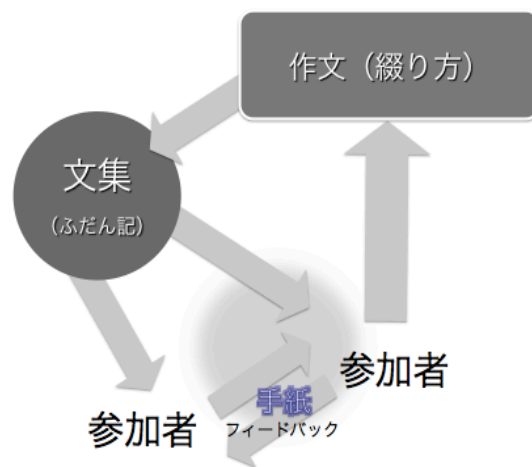 作文（綴り方）
文集
（ふだん記）
参加者
手紙
フィードバック
参加者